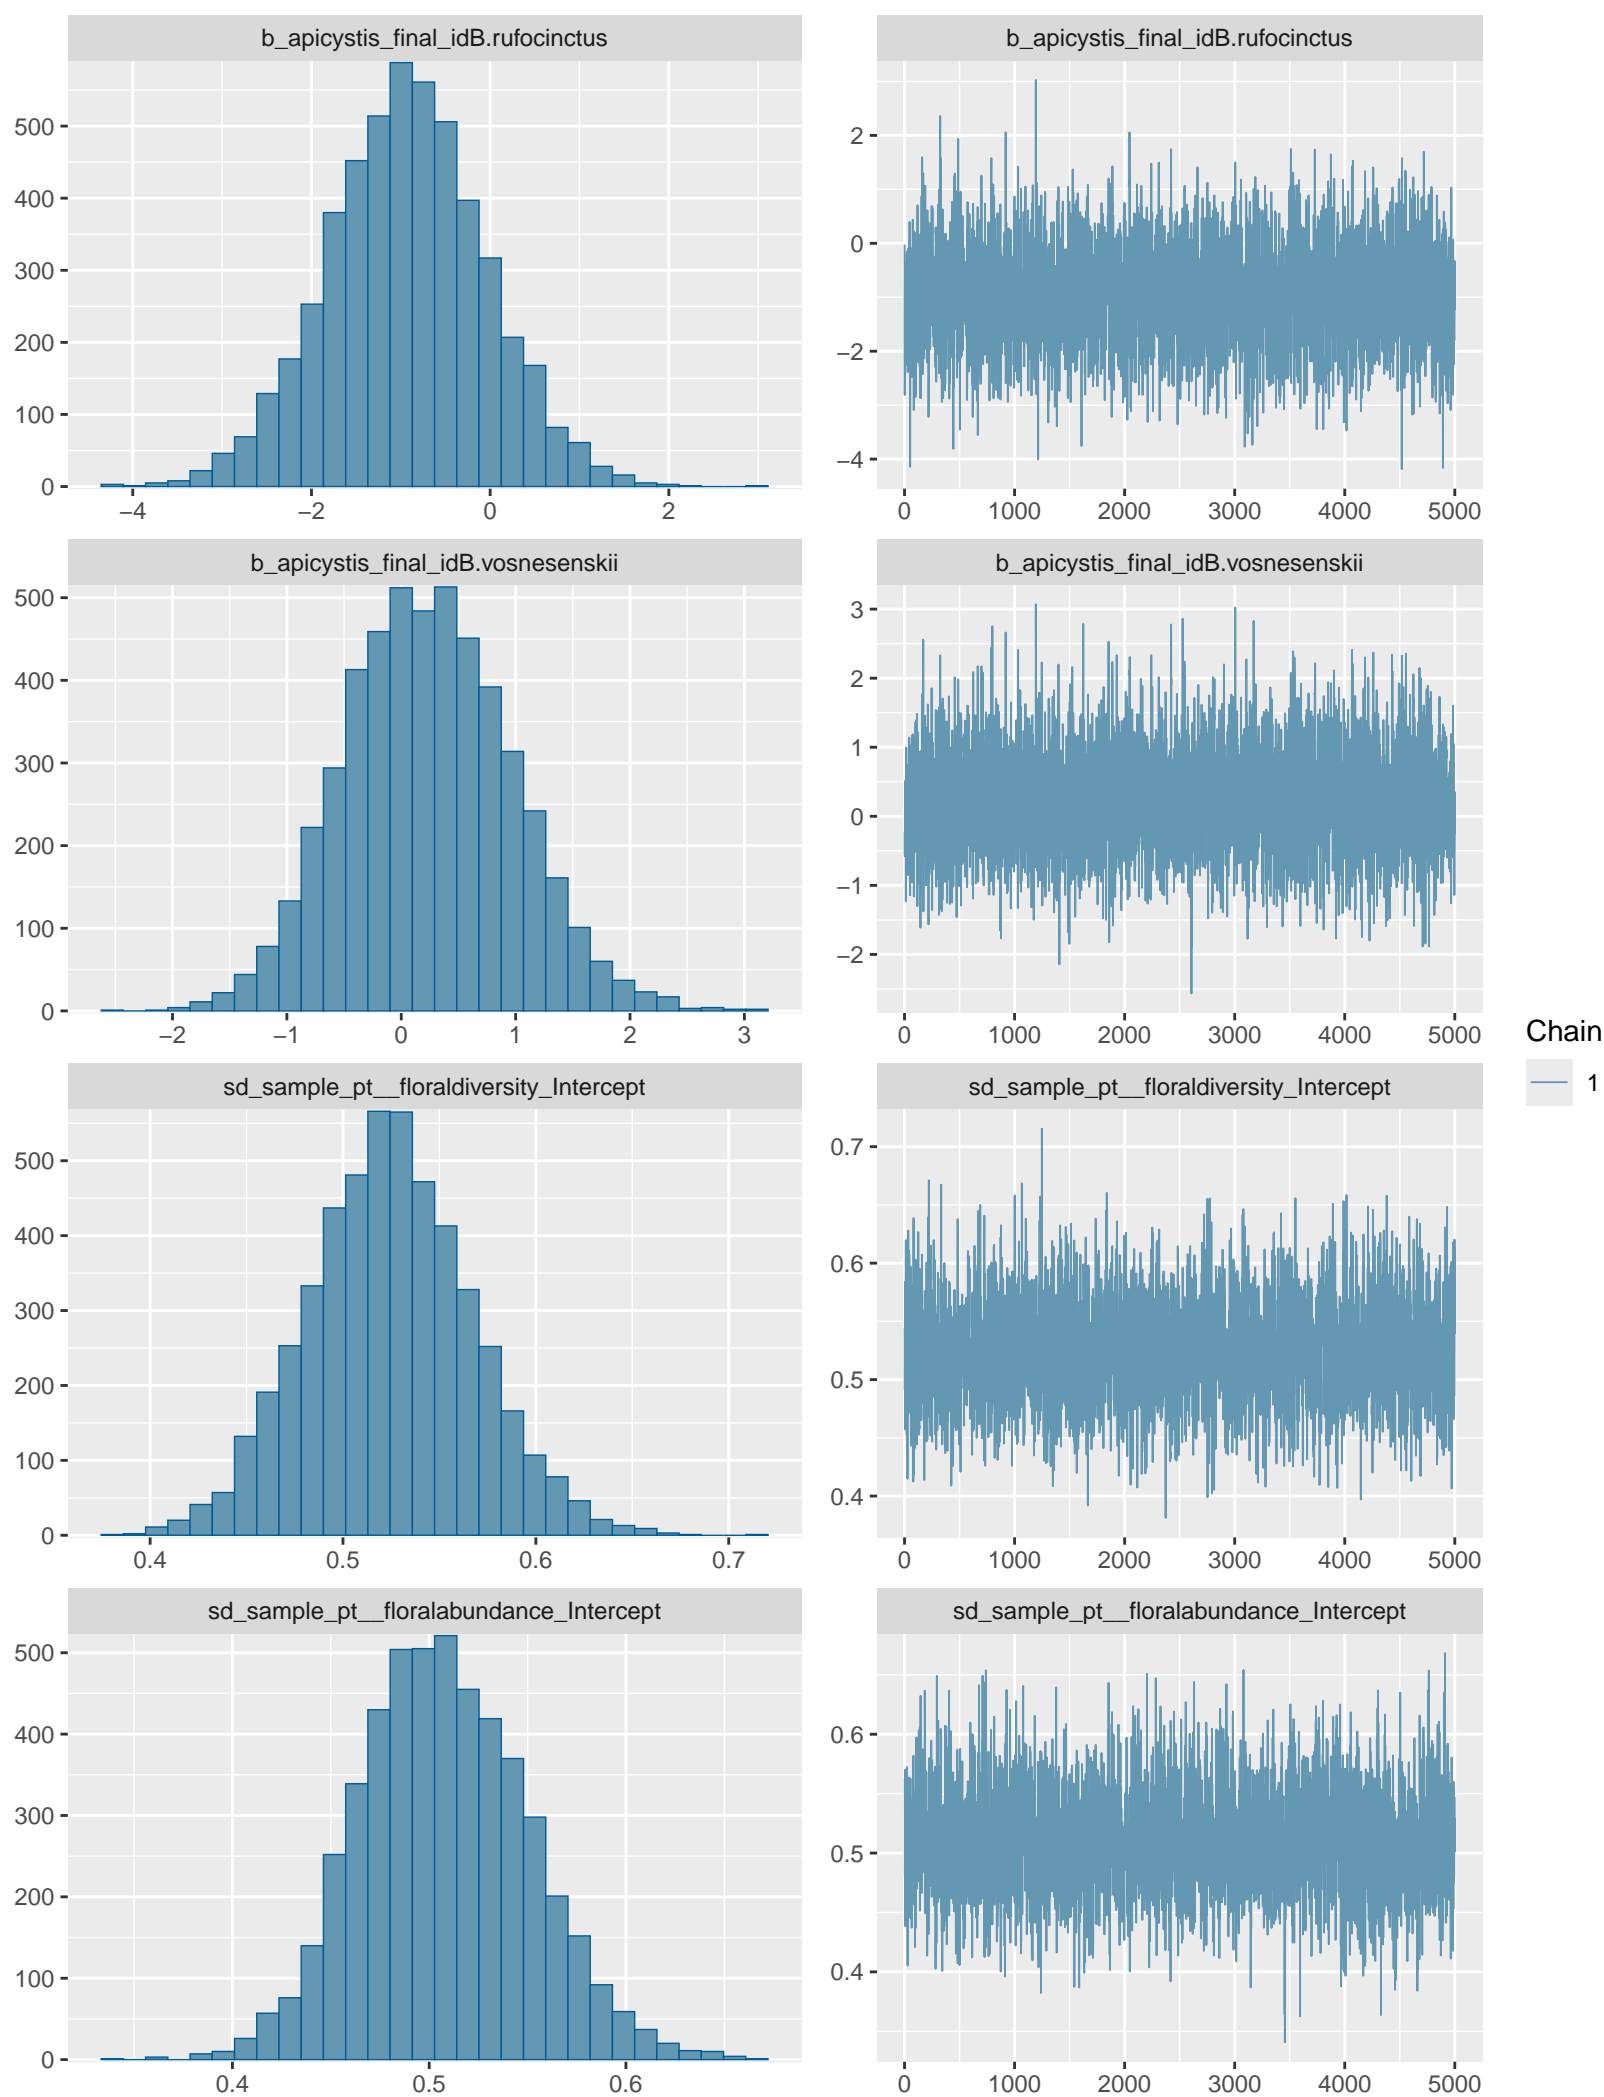 b_apicystis_final_idB.rufocinctus
b_apicystis_final_idB.rufocinctus
500
400
300
200
100
0
−4 −2 0 2
2
0
−2
−4
0 1000 2000 3000 4000 5000
b_apicystis_final_idB.vosnesenskii
b_apicystis_final_idB.vosnesenskii
500
400
300
200
100
0
−2 −1 0 1 2 3
3
2
1
0
−1
−2
0 1000 2000 3000 4000 5000
sd_sample_pt__floraldiversity_Intercept
sd_sample_pt__floraldiversity_Intercept
500
400
300
200
100
0
0.4 0.5 0.6 0.7
0.7
0.6
0.5
0.4
0 1000 2000 3000 4000 5000
sd_sample_pt__floralabundance_Intercept
sd_sample_pt__floralabundance_Intercept
500
400
300
200
100
0
0.4 0.5 0.6
0.6
0.5
0.4
0 1000 2000 3000 4000 5000
Chain
1